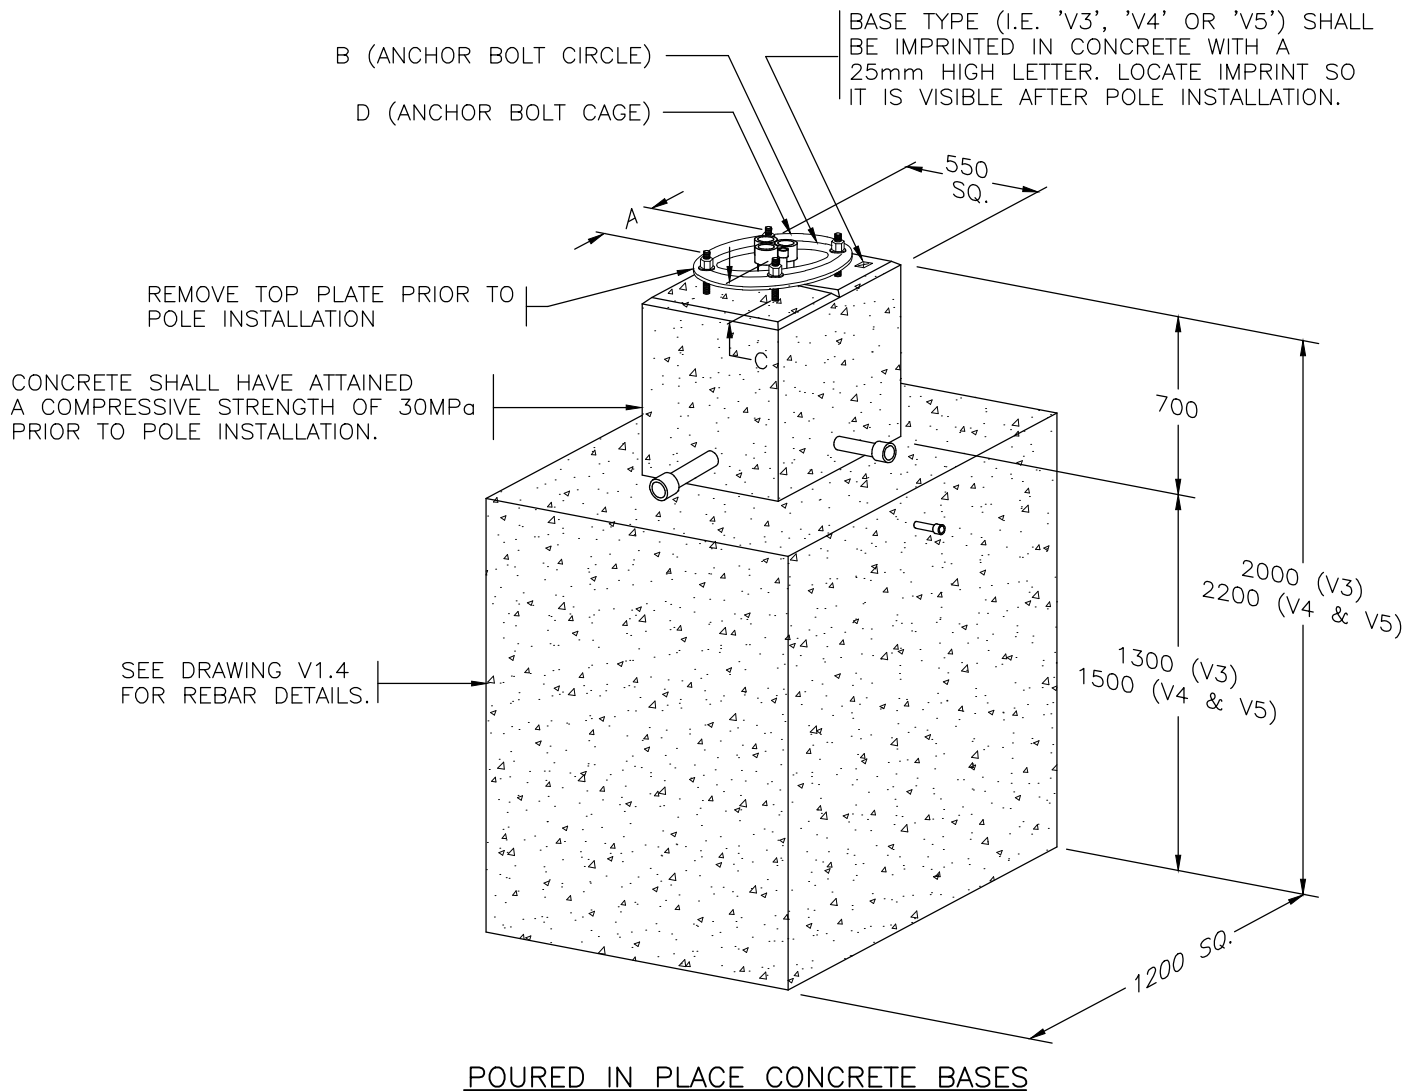 BASE TYPE (I.E. 'V3', 'V4' OR 'V5') SHALL
BE IMPRINTED IN CONCRETE WITH A
25mm HIGH LETTER. LOCATE IMPRINT SO
IT IS VISIBLE AFTER POLE INSTALLATION.
B (ANCHOR BOLT CIRCLE)
D (ANCHOR BOLT CAGE)
550
SQ.
A
REMOVE TOP PLATE PRIOR TO
POLE INSTALLATION
C
CONCRETE SHALL HAVE ATTAINED
A COMPRESSIVE STRENGTH OF 30MPa
PRIOR TO POLE INSTALLATION.
700
2000 (V3)
2200 (V4 & V5)
1300 (V3)
1500 (V4 & V5)
SEE DRAWING V1.4
FOR REBAR DETAILS.
1200 SQ.
POURED IN PLACE CONCRETE BASES